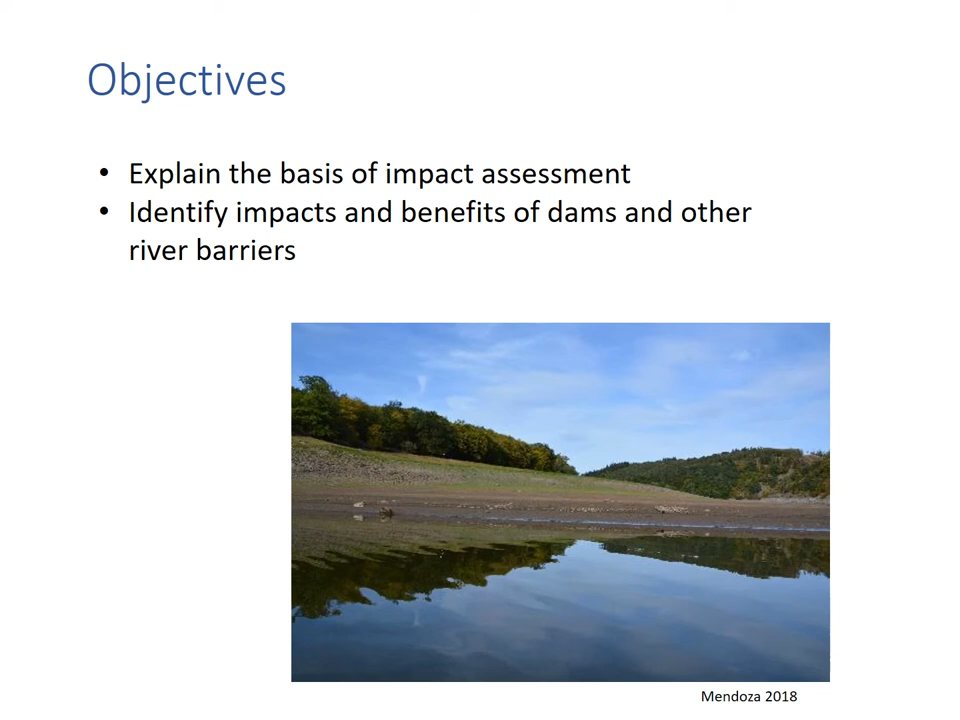 Objectives
• Explain the basis of impact assessment
• Identify impacts and benefits of dams and other
river barriers
Mendoza 2018